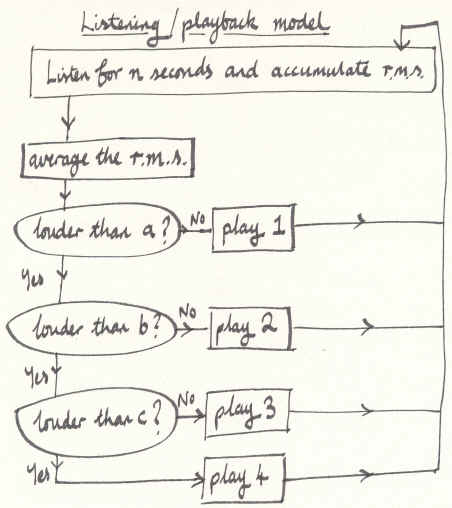 Listening/playback model
Listen for n seconds and accumulate r.m.s.
average the r.m.s.
louder than a?
No
play 1
Yes
louder than b?
No
play 2
Yes
louder than c?
No
play 3
Yes
play 4